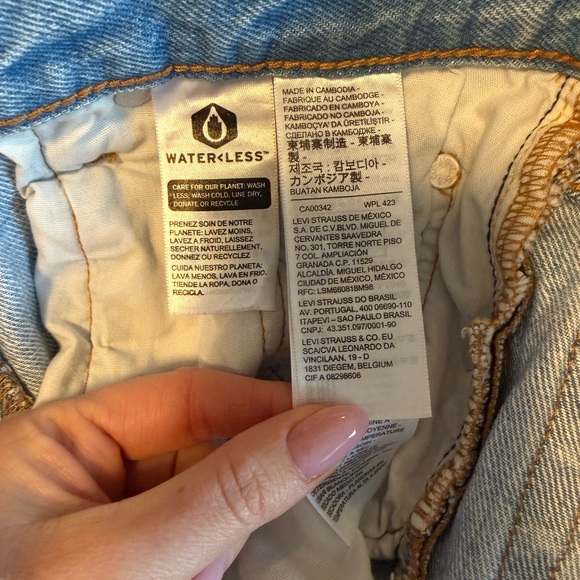 WATER<LESS™
CARE FOR OUR PLANET: WASH
LESS, WASH COLD, LINE DRY,
DONATE OR RECYCLE
PRENEZ SOIN DE NOTRE
PLANETE: LAVEZ MOINS,
LAVEZ A FROID, LAISSEZ
SECHER NATURELLEMENT,
DONNEZ OU RECYCLEZ
CUIDA NUESTRO PLANETA:
LAVA MENOS, LAVA EN FRIO.
TIENDE LA ROPA, DONA O
RECICLA.
MADE IN CAMBODIA -
FABRIQUE AU CAMBODGE -
FABRICADO EN CAMBOYA -
FABRICADO NO CAMBOJA -
KAMBOÇYA'DA ÜRETİLİŞTİR -
СДЕЛАНО В КАМБОДЖЕ -
柬埔寨制造 - 柬埔寨
製 -
제조국 : 캄보디아 -
カンボジア製 -
BUATAN KAMBOJA
CA00342 WPL 423
LEVI STRAUSS DE MÉXICO
S.A. DE C.V.BLVD. MIGUEL DE
CERVANTES SAAVEDRA
NO. 301, TORRE NORTE PISO
7 COL. AMPLIACIÓN
GRANADA C.P. 11529
ALCALDÍA MIGUEL HIDALGO
CIUDAD DE MÉXICO, MÉXICO
RFC: LSM660818M98
LEVI STRAUSS DO BRASIL
AV. PORTUGAL, 400 06690-110
ITAPEVI – SAO PAULO BRASIL
CNPJ: 43.351.097/0001-90
LEVI STRAUSS & CO. EU
SCA/CVA LEONARDO DA
VINCILAAN, 19 - D
1831 DIEGEM, BELGIUM
CIF A 08298606